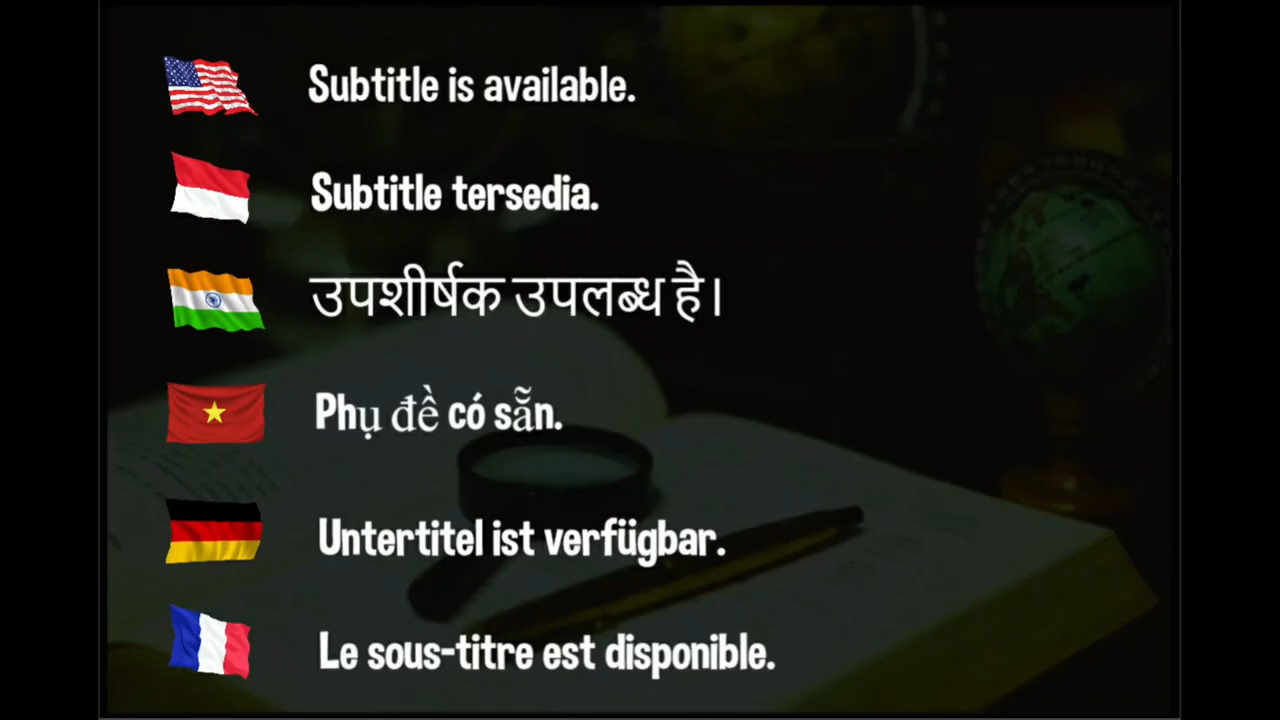 Subtitle is available.
Subtitle tersedia.
उपशीर्षक उपलब्ध है।
Phụ đề có sẵn.
Untertitel ist verfügbar.
Le sous-titre est disponible.